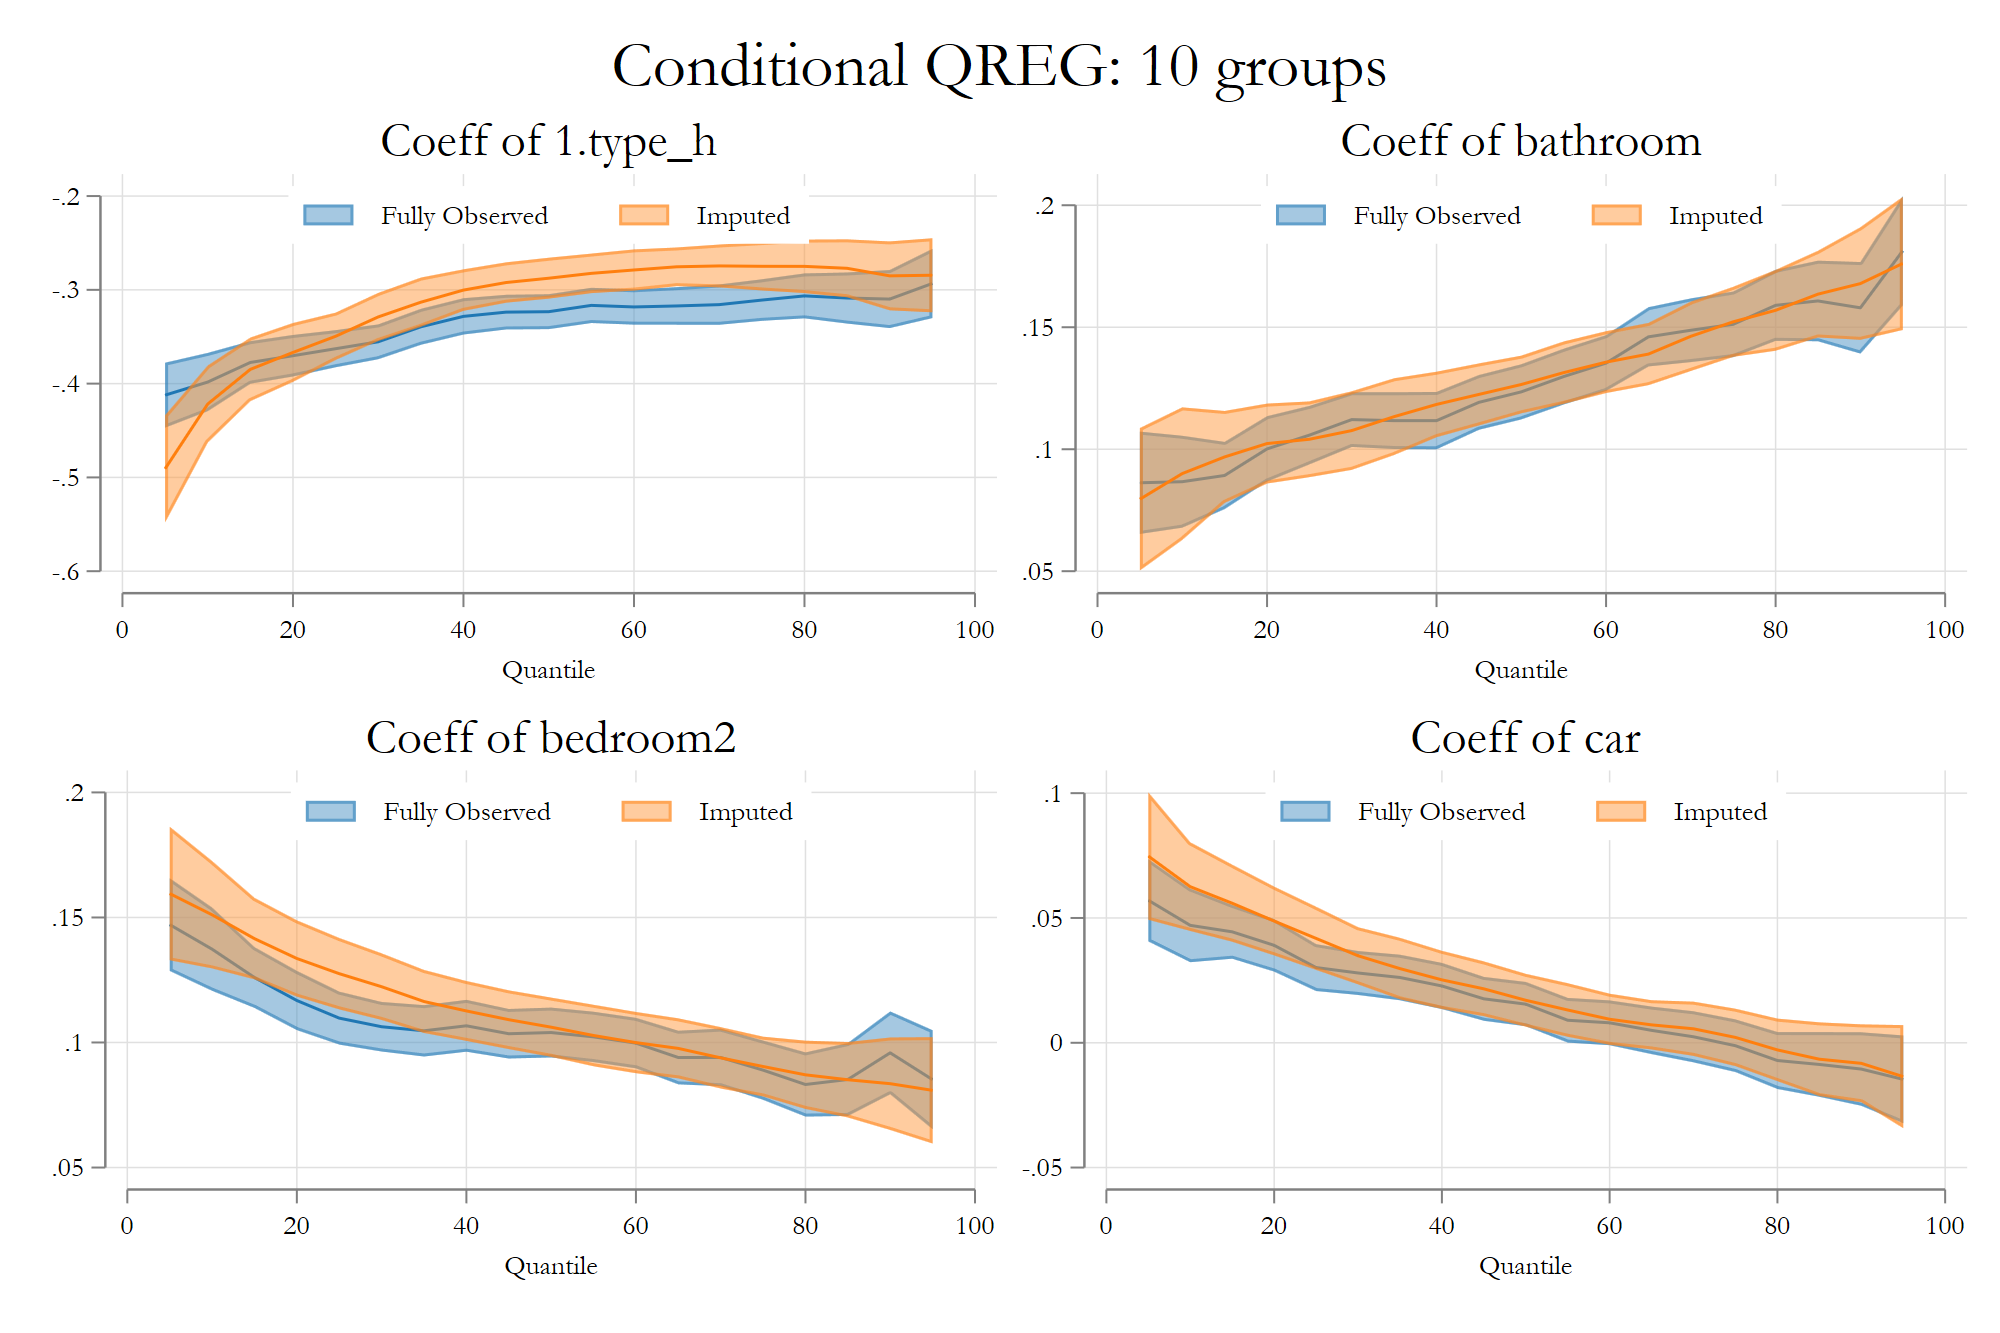 Conditional QREG: 10 groups
Coeff of 1.type_h
Fully Observed Imputed
-.2
-.3
-.4
-.5
-.6
0 20 40 60 80 100
Quantile
Coeff of bathroom
Fully Observed Imputed
.2
.15
.1
.05
0 20 40 60 80 100
Quantile
Coeff of bedroom2
Fully Observed Imputed
.2
.15
.1
.05
0 20 40 60 80 100
Quantile
Coeff of car
Fully Observed Imputed
.1
.05
0
-.05
0 20 40 60 80 100
Quantile